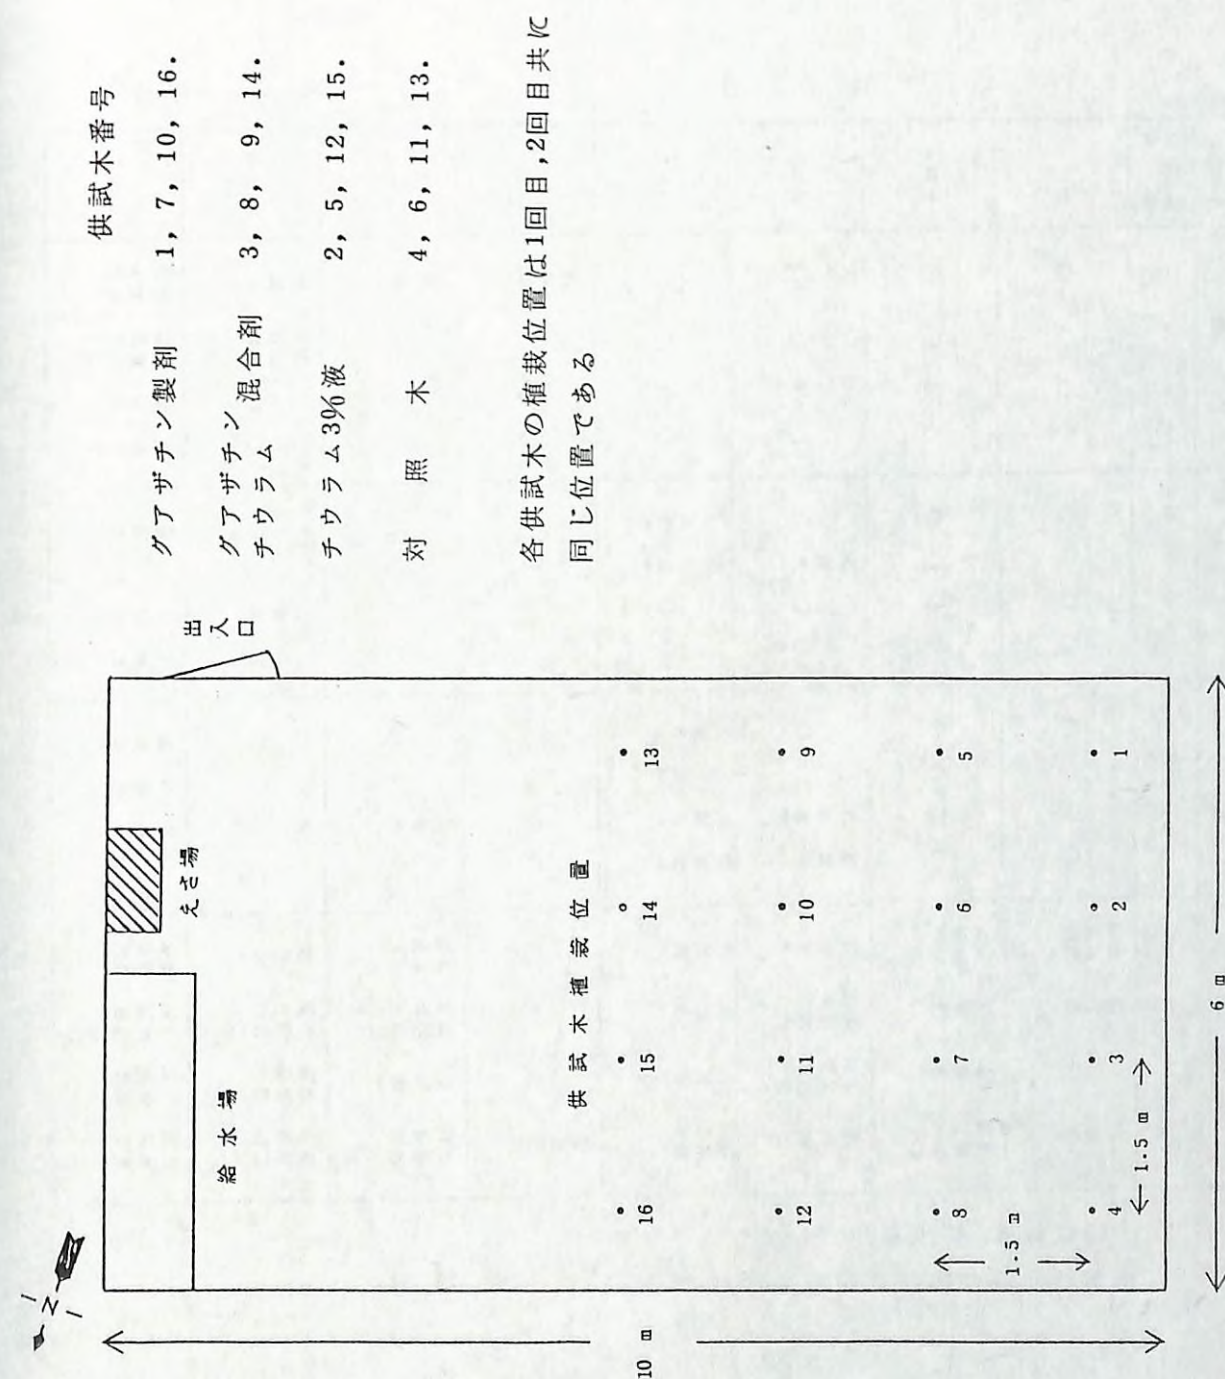 供試木番号
グアザチン製剤 1, 7, 10, 16.
グアザチン
チウラム
混合剤 3, 8, 9, 14.
チウラム3%液 2, 5, 12, 15.
対照木 4, 6, 11, 13.
各供試木の植栽位置は1回目,2回目共に
同じ位置である
出入口
えさ場
給水場
供試木植栽位置
N
16
15
14
13
12
11
10
9
8
7
6
5
4
3
2
1
1.5 m
1.5 m
6 m
10 m